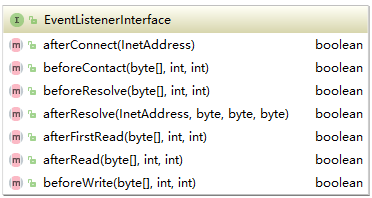 I EventListenerInterface
m afterConnect(InetAddress) boolean
m beforeContact(byte[], int, int) boolean
m beforeResolve(byte[], int, int) boolean
m afterResolve(InetAddress, byte, byte, byte) boolean
m afterFirstRead(byte[], int, int) boolean
m afterRead(byte[], int, int) boolean
m beforeWrite(byte[], int, int) boolean